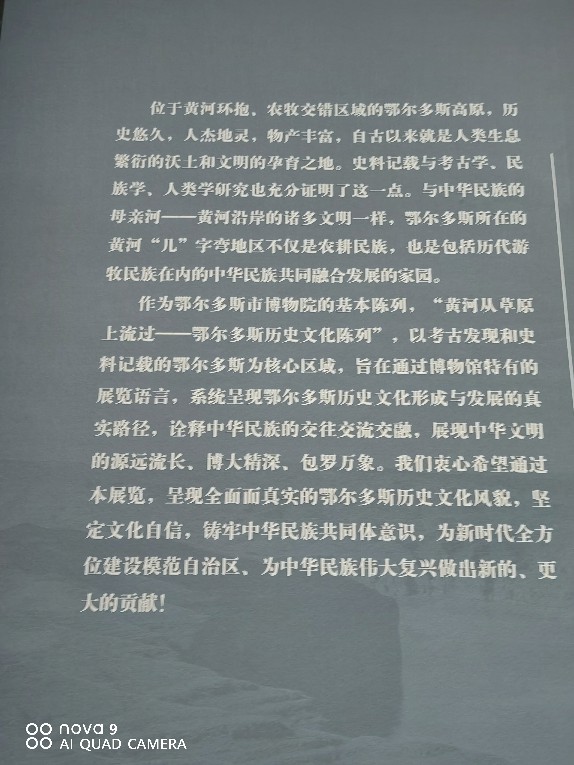 位于黄河环抱、农牧交错区域的鄂尔多斯高原，历
史悠久，人杰地灵，物产丰富，自古以来就是人类生息
繁衍的沃土和文明的孕育之地。史料记载与考古学、民
族学、人类学研究也充分证明了这一点。与中华民族的
母亲河——黄河沿岸的诸多文明一样，鄂尔多斯所在的
黄河“几”字弯地区不仅是农耕民族，也是包括历代游
牧民族在内的中华民族共同融合发展的家园。
作为鄂尔多斯市博物院的基本陈列，“黄河从草原
上流过——鄂尔多斯历史文化陈列”，以考古发现和史
料记载的鄂尔多斯为核心区域，旨在通过博物馆特有的
展览语言，系统呈现鄂尔多斯历史文化形成与发展的真
实路径，诠释中华民族的交往交流交融，展现中华文明
的源远流长、博大精深、包罗万象。我们衷心希望通过
本展览，呈现全面而真实的鄂尔多斯历史文化风貌，坚
定文化自信，铸牢中华民族共同体意识，为新时代全方
位建设模范自治区、为中华民族伟大复兴做出新的、更
大的贡献！
nova 9
AI QUAD CAMERA